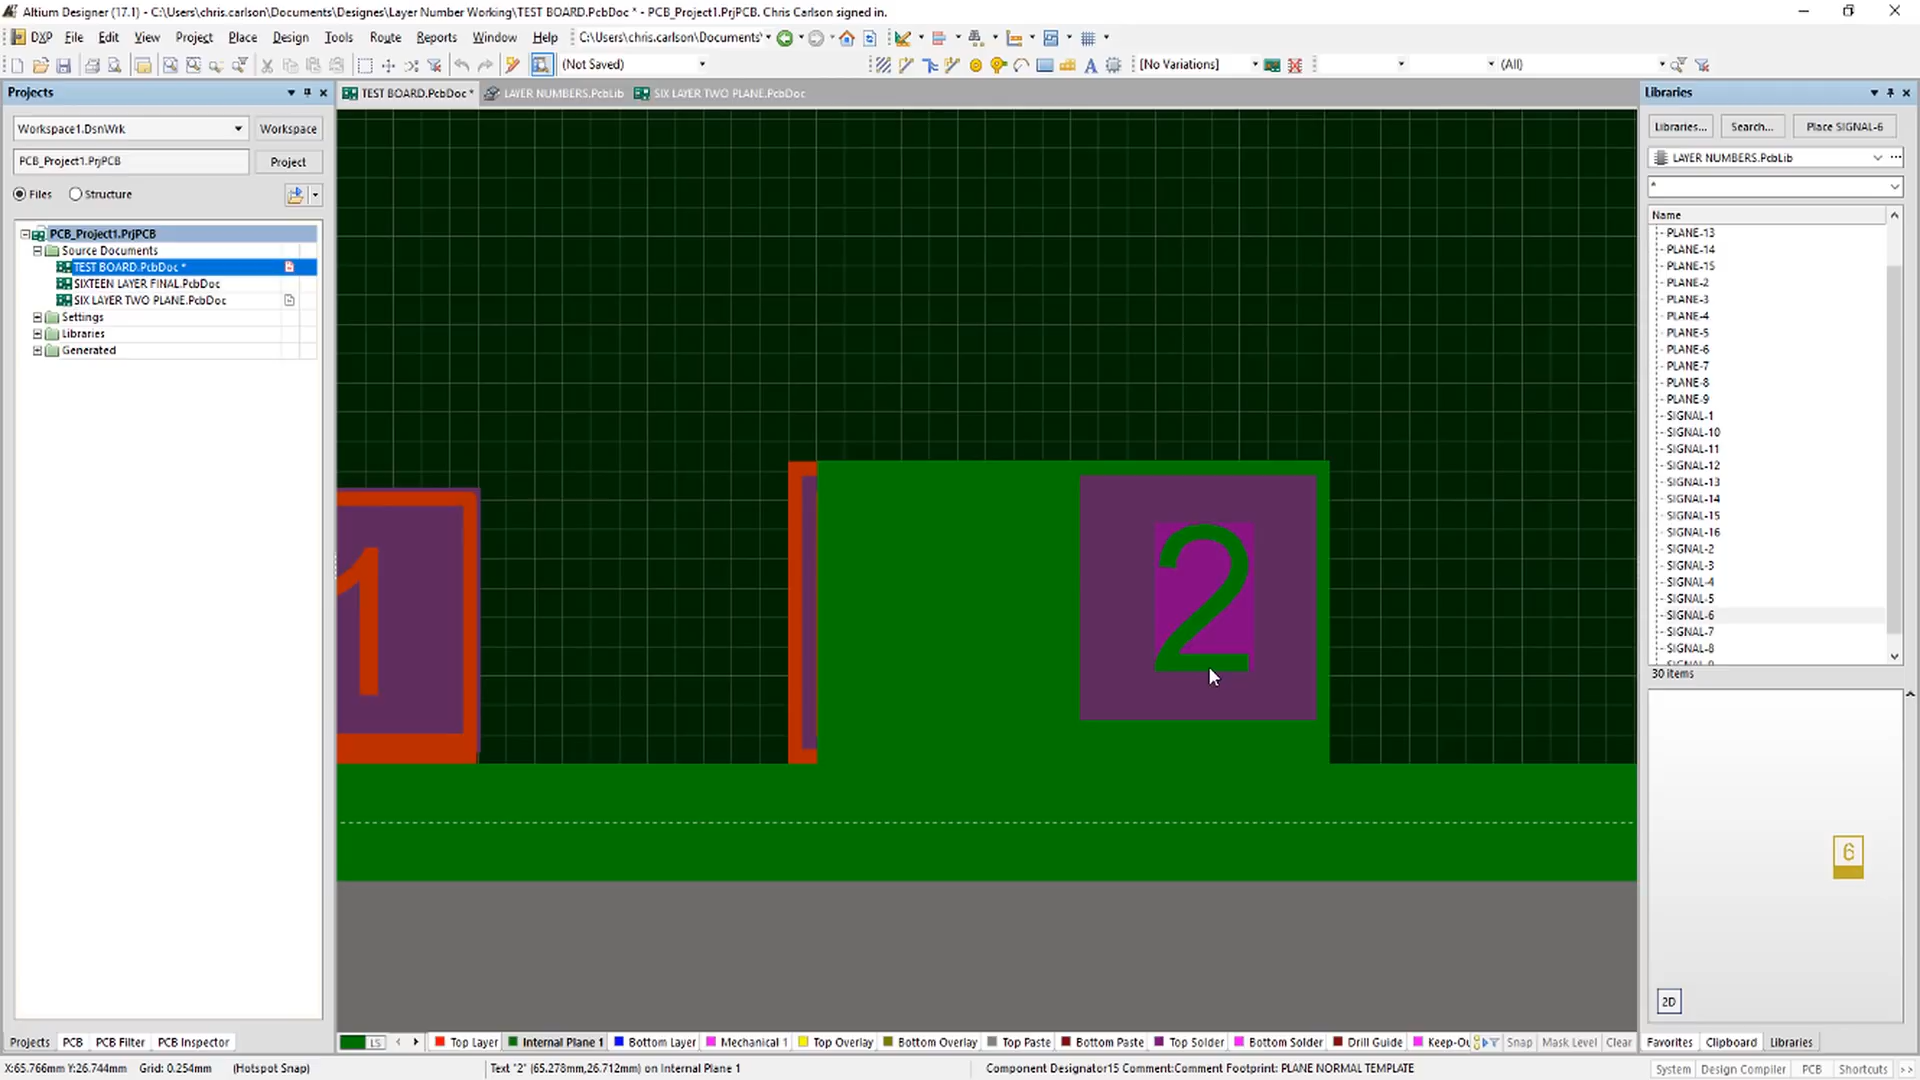 Altium Designer (17.1) - C:\Users\chris.carlson\Documents\Designes\Layer Number Working\TEST BOARD.PcbDoc * - PCB_Project1.PrjPCB. Chris Carlson signed in.
DXP File Edit View Project Place Design Tools Route Reports Window Help C:\Users\chris.carlson\Documents'
(Not Saved) A [No Variations] (All)
Projects
TEST BOARD.PcbDoc * LAYER NUMBERS.PcbLib SIX LAYER TWO PLANE.PcbDoc
Libraries
Workspace1.DsnWrk Workspace
PCB_Project1.PrjPCB Project
Files Structure
PCB_Project1.PrjPCB
Source Documents
TEST BOARD.PcbDoc *
SIXTEEN LAYER FINAL.PcbDoc
SIX LAYER TWO PLANE.PcbDoc
Settings
Libraries
Generated
1
2
Libraries... Search... Place SIGNAL-6
LAYER NUMBERS.PcbLib ...
*
Name
PLANE-13
PLANE-14
PLANE-15
PLANE-2
PLANE-3
PLANE-4
PLANE-5
PLANE-6
PLANE-7
PLANE-8
PLANE-9
SIGNAL-1
SIGNAL-10
SIGNAL-11
SIGNAL-12
SIGNAL-13
SIGNAL-14
SIGNAL-15
SIGNAL-16
SIGNAL-2
SIGNAL-3
SIGNAL-4
SIGNAL-5
SIGNAL-6
SIGNAL-7
SIGNAL-8
30 items
6
2D
Projects PCB PCB Filter PCB Inspector
LS Top Layer Internal Plane 1 Bottom Layer Mechanical 1 Top Overlay Bottom Overlay Top Paste Bottom Paste Top Solder Bottom Solder Drill Guide Keep-Ou Snap Mask Level Clear
Favorites Clipboard Libraries
X:65.766mm Y:26.744mm Grid: 0.254mm (Hotspot Snap) Text "2" (65.278mm,26.712mm) on Internal Plane 1 Component Designator15 Comment:Comment Footprint: PLANE NORMAL TEMPLATE System Design Compiler PCB Shortcuts >>